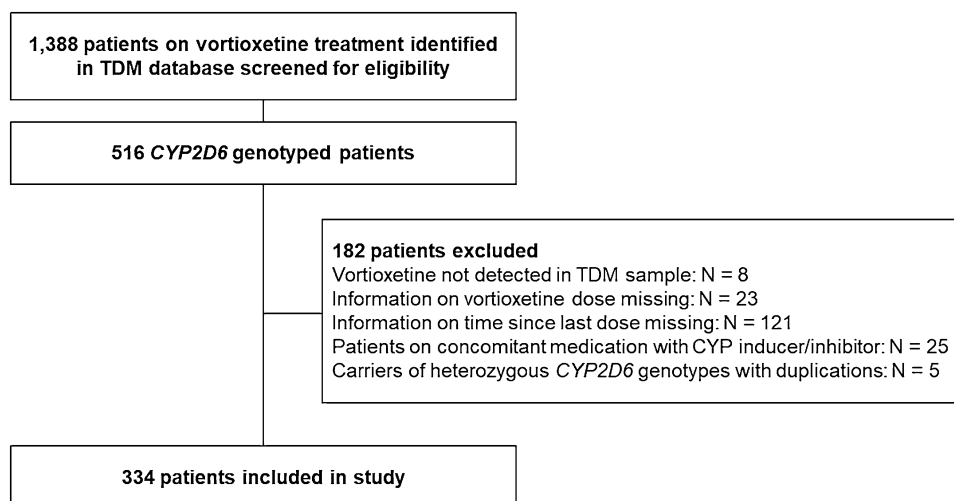 1,388 patients on vortioxetine treatment identified
in TDM database screened for eligibility
516 CYP2D6 genotyped patients
182 patients excluded
Vortioxetine not detected in TDM sample: N = 8
Information on vortioxetine dose missing: N = 23
Information on time since last dose missing: N = 121
Patients on concomitant medication with CYP inducer/inhibitor: N = 25
Carriers of heterozygous CYP2D6 genotypes with duplications: N = 5
334 patients included in study